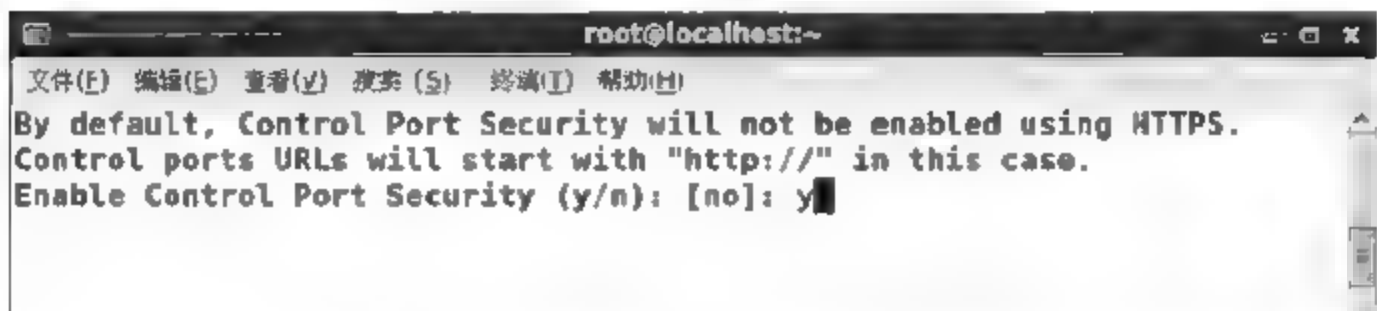 root@localhost:~
文件(F) 编辑(E) 查看(V) 搜索 (S) 终端(T) 帮助(H)
By default, Control Port Security will not be enabled using HTTPS.
Control ports URLs will start with "http://" in this case.
Enable Control Port Security (y/n): [no]: y